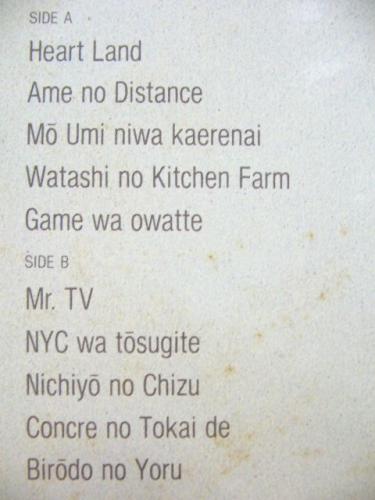 SIDE A
Heart Land
Ame no Distance
Mō Umi niwa kaerenai
Watashi no Kitchen Farm
Game wa owatte
SIDE B
Mr. TV
NYC wa tōsugite
Nichiyō no Chizu
Concre no Tokai de
Birōdo no Yoru